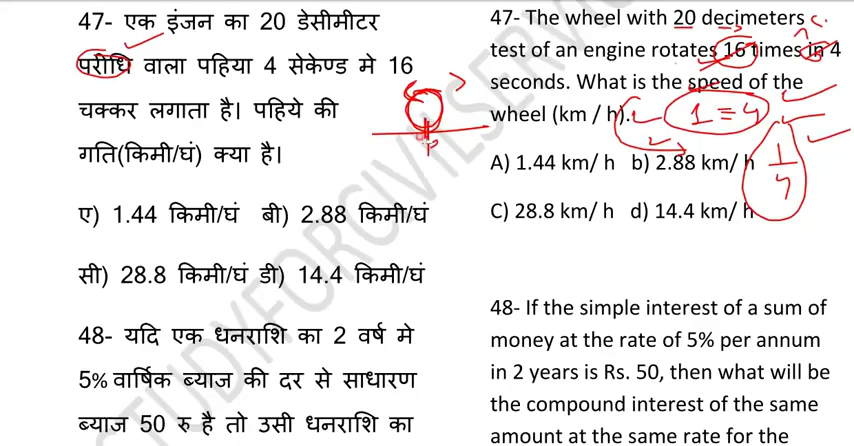 47- एक इंजन का 20 डेसीमीटर
परीधि वाला पहिया 4 सेकेण्ड मे 16
चक्कर लगाता है। पहिये की
गति(किमी/घं) क्या है।
ए) 1.44 किमी/घं बी) 2.88 किमी/घं
सी) 28.8 किमी/घं डी) 14.4 किमी/घं
48- यदि एक धनराशि का 2 वर्ष मे
5% वार्षिक ब्याज की दर से साधारण
ब्याज 50 रु है तो उसी धनराशि का
47- The wheel with 20 decimeters
test of an engine rotates 16 times in 4
seconds. What is the speed of the
wheel (km / h).
1 = 4
A) 1.44 km/ h b) 2.88 km/ h
1
4
C) 28.8 km/ h d) 14.4 km/ h
48- If the simple interest of a sum of
money at the rate of 5% per annum
in 2 years is Rs. 50, then what will be
the compound interest of the same
amount at the same rate for the
STUDYFORCIVILSERVIC